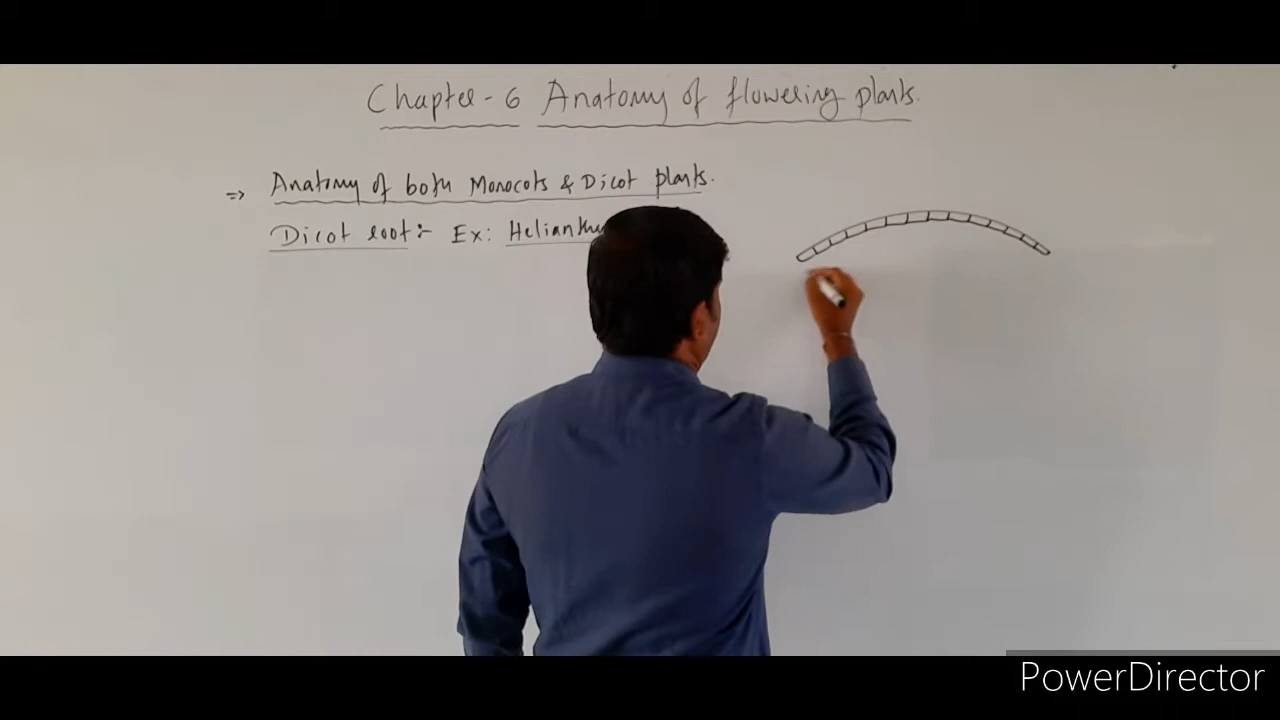 Chapter - 6 Anatomy of flowering plants.
⇒ Anatomy of both Monocots & Dicot plants.
Dicot root:- Ex:
PowerDirector